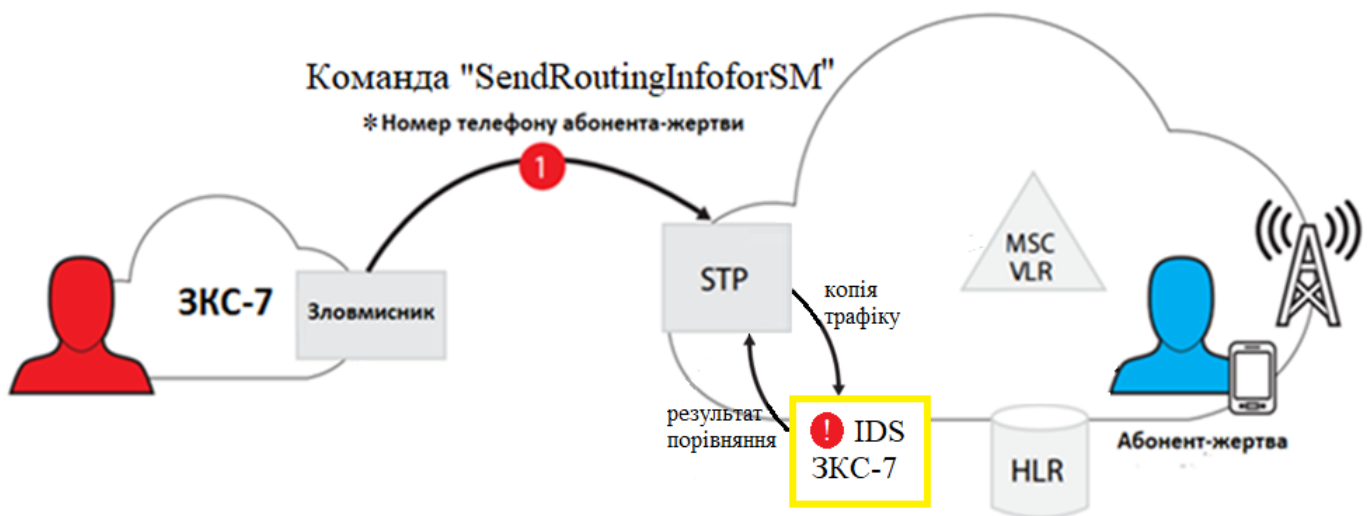 Команда "SendRoutingInfoforSM"
*Номер телефону абонента-жертви
1
ЗКС-7
Зловмисник
STP
MSC
VLR
копія
трафіку
результат
порівняння
! IDS
ЗКС-7
HLR
Абонент-жертва